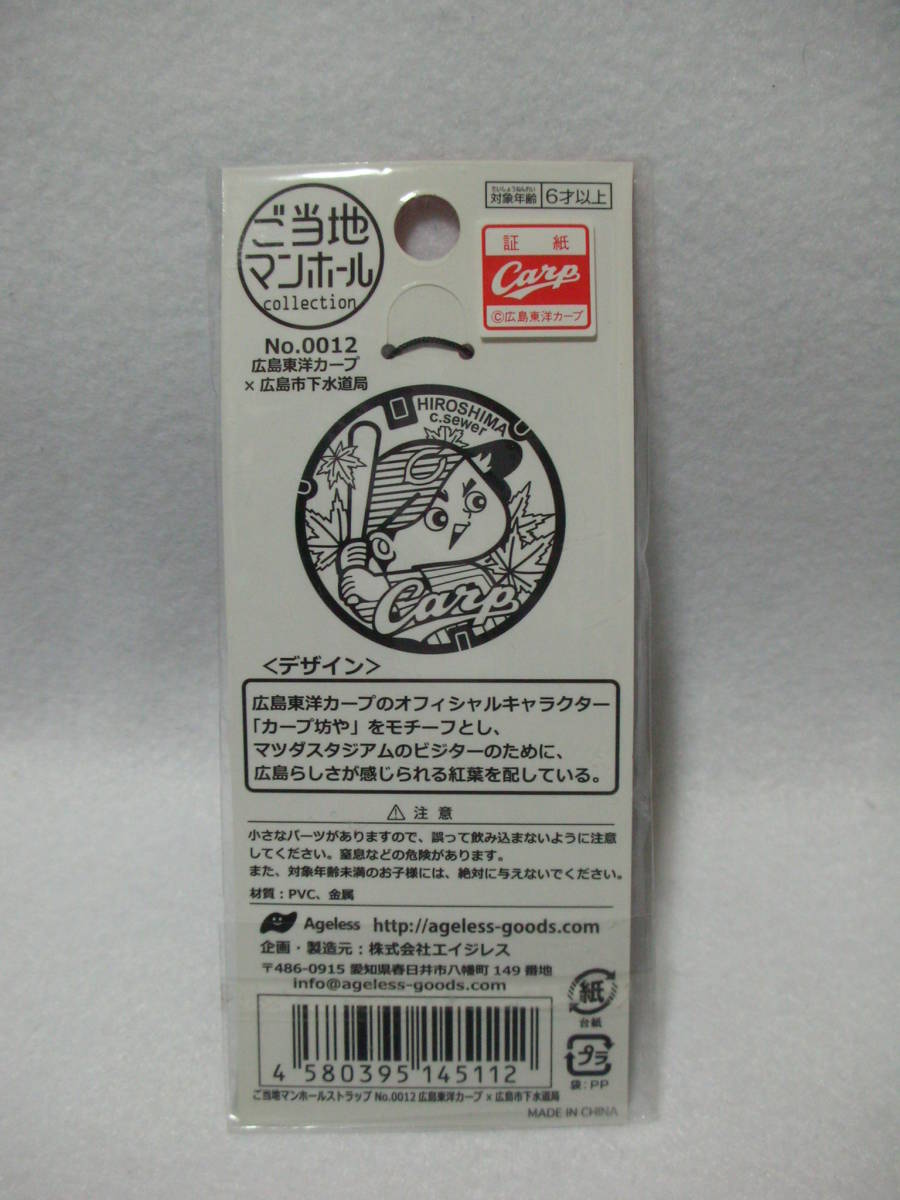 ご当地
マンホール
collection
たいしょうねんれい
対象年齢 6才以上
証紙
Carp
©広島東洋カープ
No.0012
広島東洋カープ
×広島市下水道局
HIROSHIMA
c.sewer
C
Carp
<デザイン>
広島東洋カープのオフィシャルキャラクター
「カープ坊や」をモチーフとし、
マツダスタジアムのビジターのために、
広島らしさが感じられる紅葉を配している。
⚠注意
小さなパーツがありますので、誤って飲み込まないように注意
してください。窒息などの危険があります。
また、対象年齢未満のお子様には、絶対に与えないでください。
材質：PVC、金属
Ageless http://ageless-goods.com
企画・製造元：株式会社エイジレス
〒486-0915 愛知県春日井市八幡町 149 番地
info@ageless-goods.com
紙
台紙
プラ
袋:PP
4 580395 145112
ご当地マンホールストラップ No.0012 広島東洋カープ×広島市下水道局
MADE IN CHINA